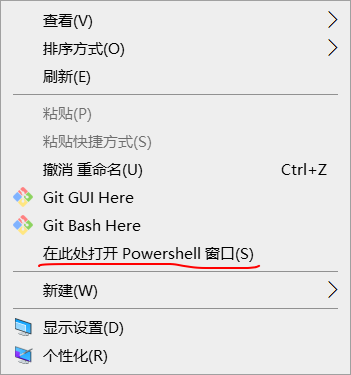 查看(V)
排序方式(O)
刷新(E)
粘贴(P)
粘贴快捷方式(S)
撤消 重命名(U) Ctrl+Z
Git GUI Here
Git Bash Here
在此处打开 Powershell 窗口(S)
新建(W)
显示设置(D)
个性化(R)